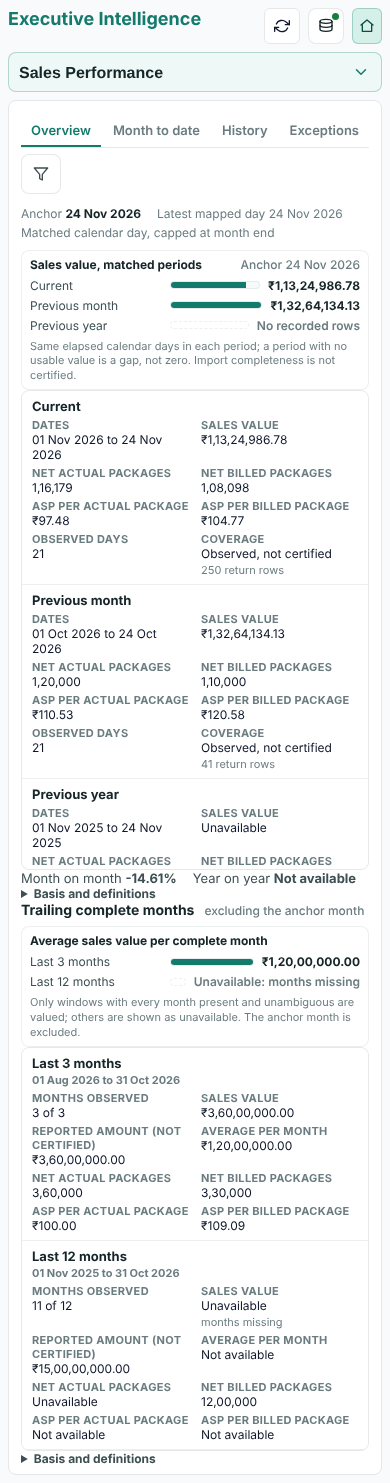 Executive Intelligence
Sales Performance
Overview Month to date History Exceptions
Anchor 24 Nov 2026 Latest mapped day 24 Nov 2026
Matched calendar day, capped at month end
Sales value, matched periods Anchor 24 Nov 2026
Current ₹1,13,24,986.78
Previous month ₹1,32,64,134.13
Previous year No recorded rows
Same elapsed calendar days in each period; a period with no
usable value is a gap, not zero. Import completeness is not
certified.
Current
DATES SALES VALUE
01 Nov 2026 to 24 Nov ₹1,13,24,986.78
2026
NET ACTUAL PACKAGES NET BILLED PACKAGES
1,16,179 1,08,098
ASP PER ACTUAL PACKAGE ASP PER BILLED PACKAGE
₹97.48 ₹104.77
OBSERVED DAYS COVERAGE
21 Observed, not certified
250 return rows
Previous month
DATES SALES VALUE
01 Oct 2026 to 24 Oct ₹1,32,64,134.13
2026
NET ACTUAL PACKAGES NET BILLED PACKAGES
1,20,000 1,10,000
ASP PER ACTUAL PACKAGE ASP PER BILLED PACKAGE
₹110.53 ₹120.58
OBSERVED DAYS COVERAGE
21 Observed, not certified
41 return rows
Previous year
DATES SALES VALUE
01 Nov 2025 to 24 Nov Unavailable
2025
NET ACTUAL PACKAGES NET BILLED PACKAGES
Month on month -14.61% Year on year Not available
Basis and definitions
Trailing complete months excluding the anchor month
Average sales value per complete month
Last 3 months ₹1,20,00,000.00
Last 12 months Unavailable: months missing
Only windows with every month present and unambiguous are
valued; others are shown as unavailable. The anchor month is
excluded.
Last 3 months
01 Aug 2026 to 31 Oct 2026
MONTHS OBSERVED SALES VALUE
3 of 3 ₹3,60,00,000.00
REPORTED AMOUNT (NOT AVERAGE PER MONTH
CERTIFIED) ₹1,20,00,000.00
₹3,60,00,000.00
NET ACTUAL PACKAGES NET BILLED PACKAGES
3,60,000 3,30,000
ASP PER ACTUAL PACKAGE ASP PER BILLED PACKAGE
₹100.00 ₹109.09
Last 12 months
01 Nov 2025 to 31 Oct 2026
MONTHS OBSERVED SALES VALUE
11 of 12 Unavailable
months missing
REPORTED AMOUNT (NOT AVERAGE PER MONTH
CERTIFIED) Not available
₹15,00,00,000.00
NET ACTUAL PACKAGES NET BILLED PACKAGES
Unavailable 12,00,000
ASP PER ACTUAL PACKAGE ASP PER BILLED PACKAGE
Not available Not available
Basis and definitions